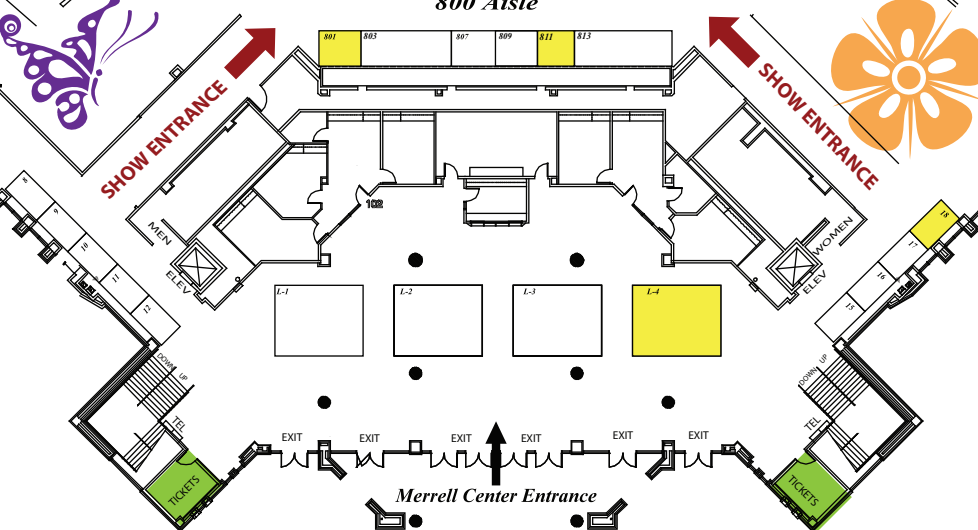 800 Aisle
801
803
807
809
811
813
SHOW ENTRANCE
SHOW ENTRANCE
8
9
10
11
12
18
17
16
15
102
MEN
ELEV
WOMEN
ELEV
L-1
L-2
L-3
L-4
DOWN
UP
DOWN
UP
TEL
TEL
EXIT
EXIT
EXIT
EXIT
EXIT
EXIT
TICKETS
TICKETS
Merrell Center Entrance